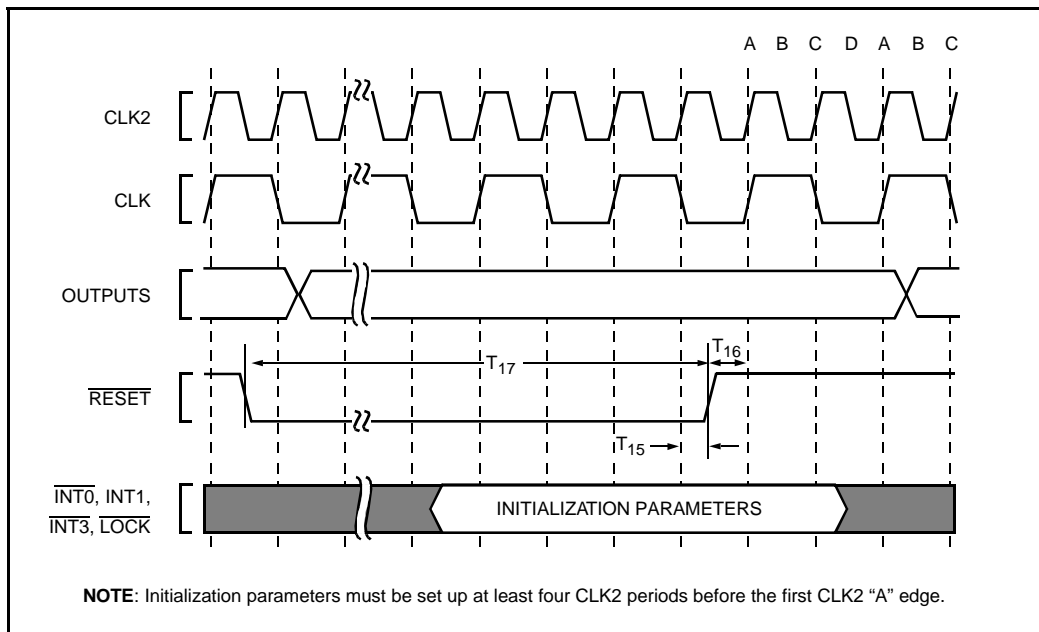 A B C D A B C
CLK2
CLK
OUTPUTS
T17
T16
RESET
T15
INT0, INT1,
INT3, LOCK
INITIALIZATION PARAMETERS
NOTE: Initialization parameters must be set up at least four CLK2 periods before the first CLK2 “A” edge.